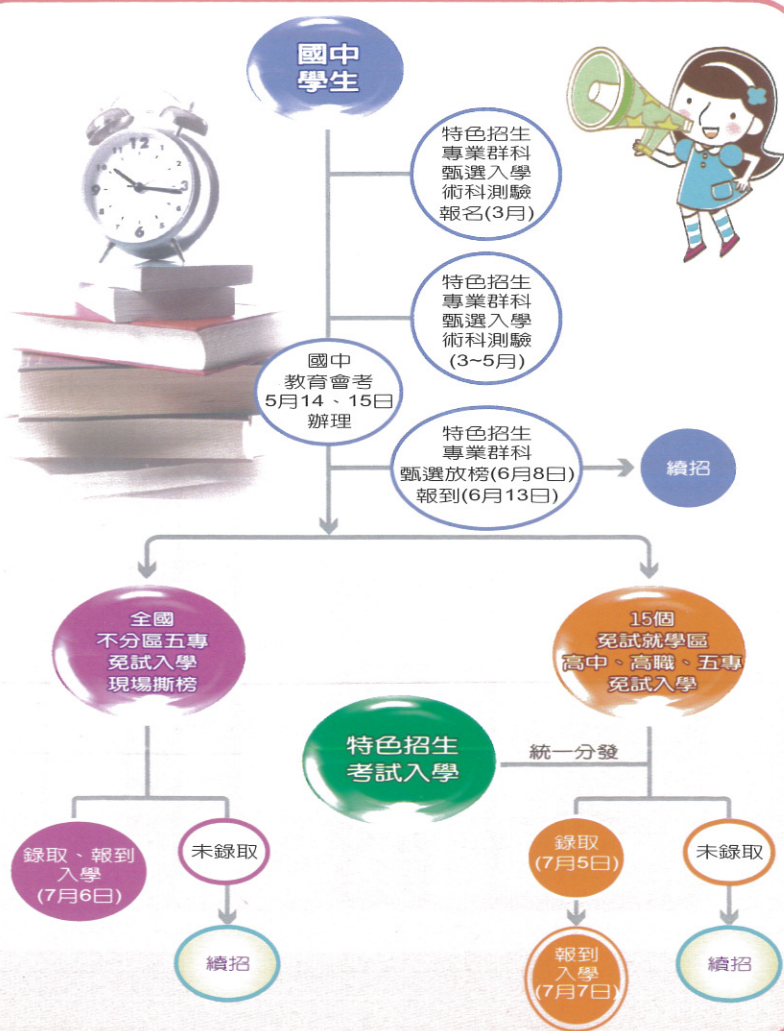 國中
學生
特色招生
專業群科
甄選入學
術科測驗
報名(3月)
特色招生
專業群科
甄選入學
術科測驗
(3~5月)
國中
教育會考
5月14、15日
辦理
特色招生
專業群科
甄選放榜(6月8日)
報到(6月13日)
續招
全國
不分區五專
免試入學
現場撕榜
15個
免試就學區
高中、高職、五專
免試入學
特色招生
考試入學
統一分發
錄取、報到
入學
(7月6日)
未錄取
續招
錄取
(7月5日)
未錄取
報到
入學
(7月7日)
續招